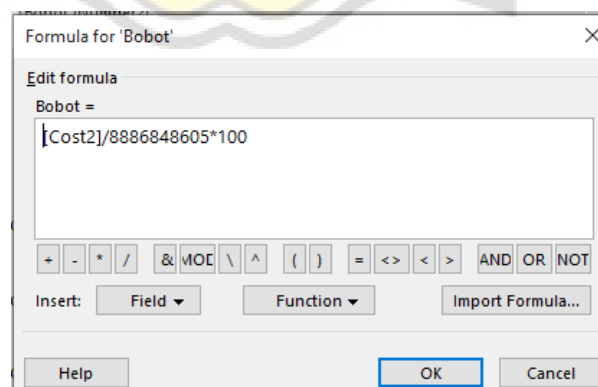 Formula for 'Bobot'
Edit formula
Bobot =
[Cost2]/8886848605*100
+ - * / & MOD \ ^ ( ) = <> < > AND OR NOT
Insert: Field Function Import Formula...
Help OK Cancel